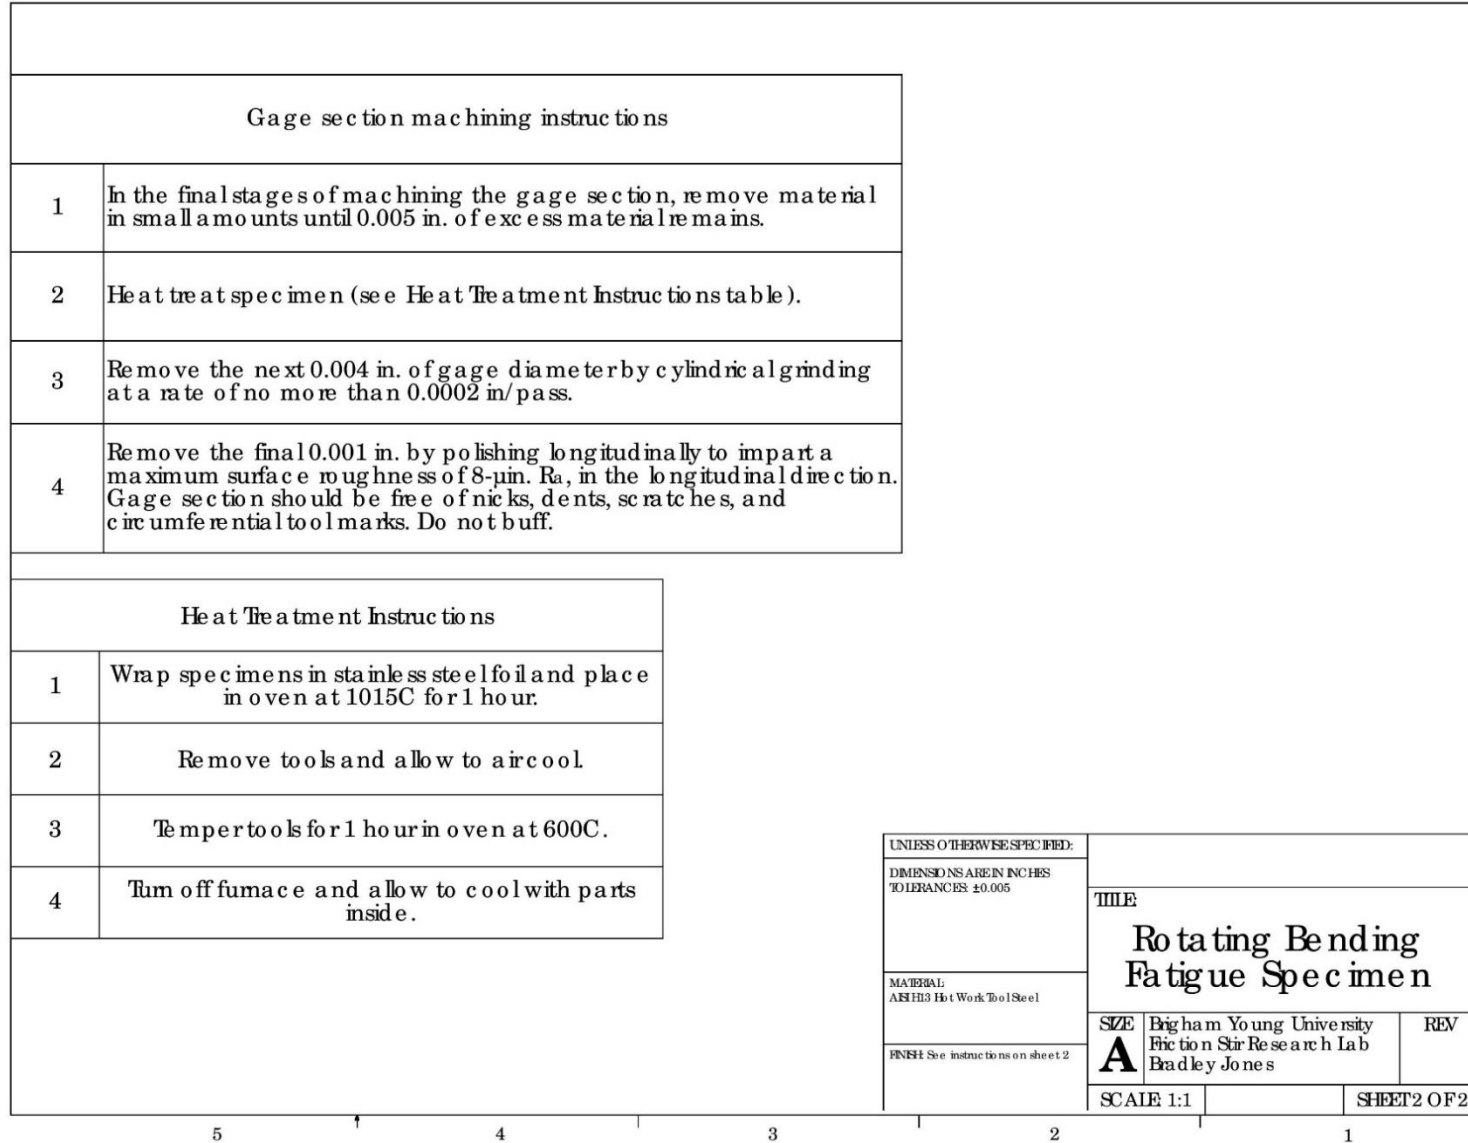 Gage section machining instructions
1
In the final stages of machining the gage section, remove material
in small amounts until 0.005 in. of excess material remains.
2
Heat treat specimen (see Heat Treatment Instructions table).
3
Remove the next 0.004 in. of gage diameter by cylindrical grinding
at a rate of no more than 0.0002 in/pass.
4
Remove the final 0.001 in. by polishing longitudinally to impart a
maximum surface roughness of 8-µin. Ra, in the longitudinal direction.
Gage section should be free of nicks, dents, scratches, and
circumferential tool marks. Do not buff.
Heat Treatment Instructions
1
Wrap specimens in stainless steel foil and place
in oven at 1015C for 1 hour.
2
Remove tools and allow to air cool.
3
Temper tools for 1 hour in oven at 600C.
4
Turn off furnace and allow to cool with parts
inside.
UNLESS OTHERWISE SPECIFIED:
DIMENSIONS ARE IN INCHES
TOLERANCES: ±0.005
MATERIAL:
AISI H13 Hot Work Tool Steel
FINISH: See instructions on sheet 2
TITLE:
Rotating Bending
Fatigue Specimen
SIZE
A
Brigham Young University
Friction Stir Research Lab
Bradley Jones
REV
SCALE: 1:1
SHEET 2 OF 2
5 4 3 2 1